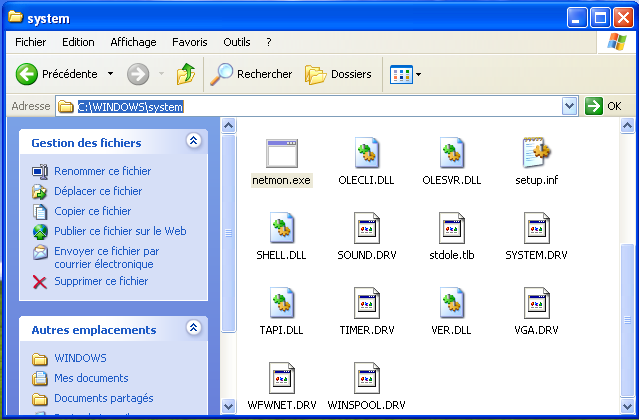 system
Fichier Edition Affichage Favoris Outils ?
Précédente Rechercher Dossiers
Adresse C:\WINDOWS\system OK
Gestion des fichiers
Renommer ce fichier
Déplacer ce fichier
Copier ce fichier
Publier ce fichier sur le Web
Envoyer ce fichier par
courrier électronique
Supprimer ce fichier
Autres emplacements
WINDOWS
Mes documents
Documents partagés
netmon.exe OLECLI.DLL OLESVR.DLL setup.inf
SHELL.DLL SOUND.DRV stdole.tlb SYSTEM.DRV
TAPI.DLL TIMER.DRV VER.DLL VGA.DRV
WFWNET.DRV WINSPOOL.DRV